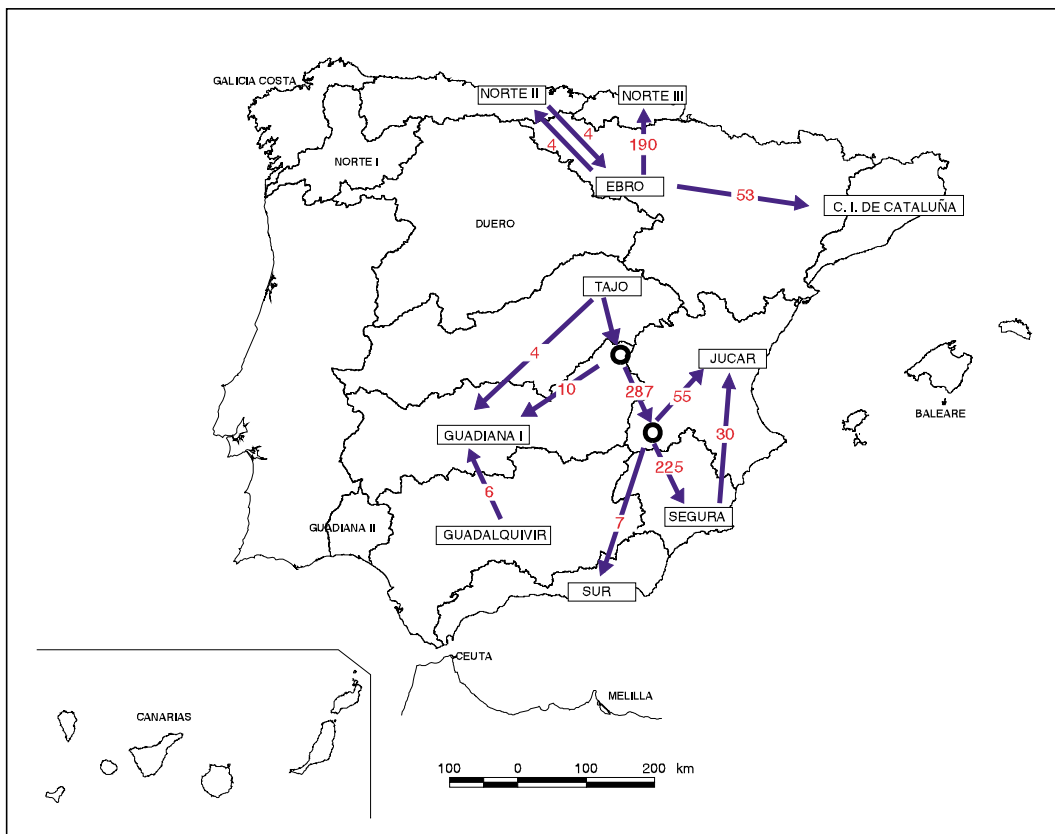 GALICIA COSTA
NORTE II
NORTE III
4
4
190
NORTE I
EBRO
53
C. I. DE CATALUÑA
DUERO
TAJO
4
JUCAR
10
287
55
BALEARE
GUADIANA I
30
225
6
SEGURA
7
GUADIANA II
GUADALQUIVIR
SUR
CEUTA
MELILLA
CANARIAS
100 0 100 200 km